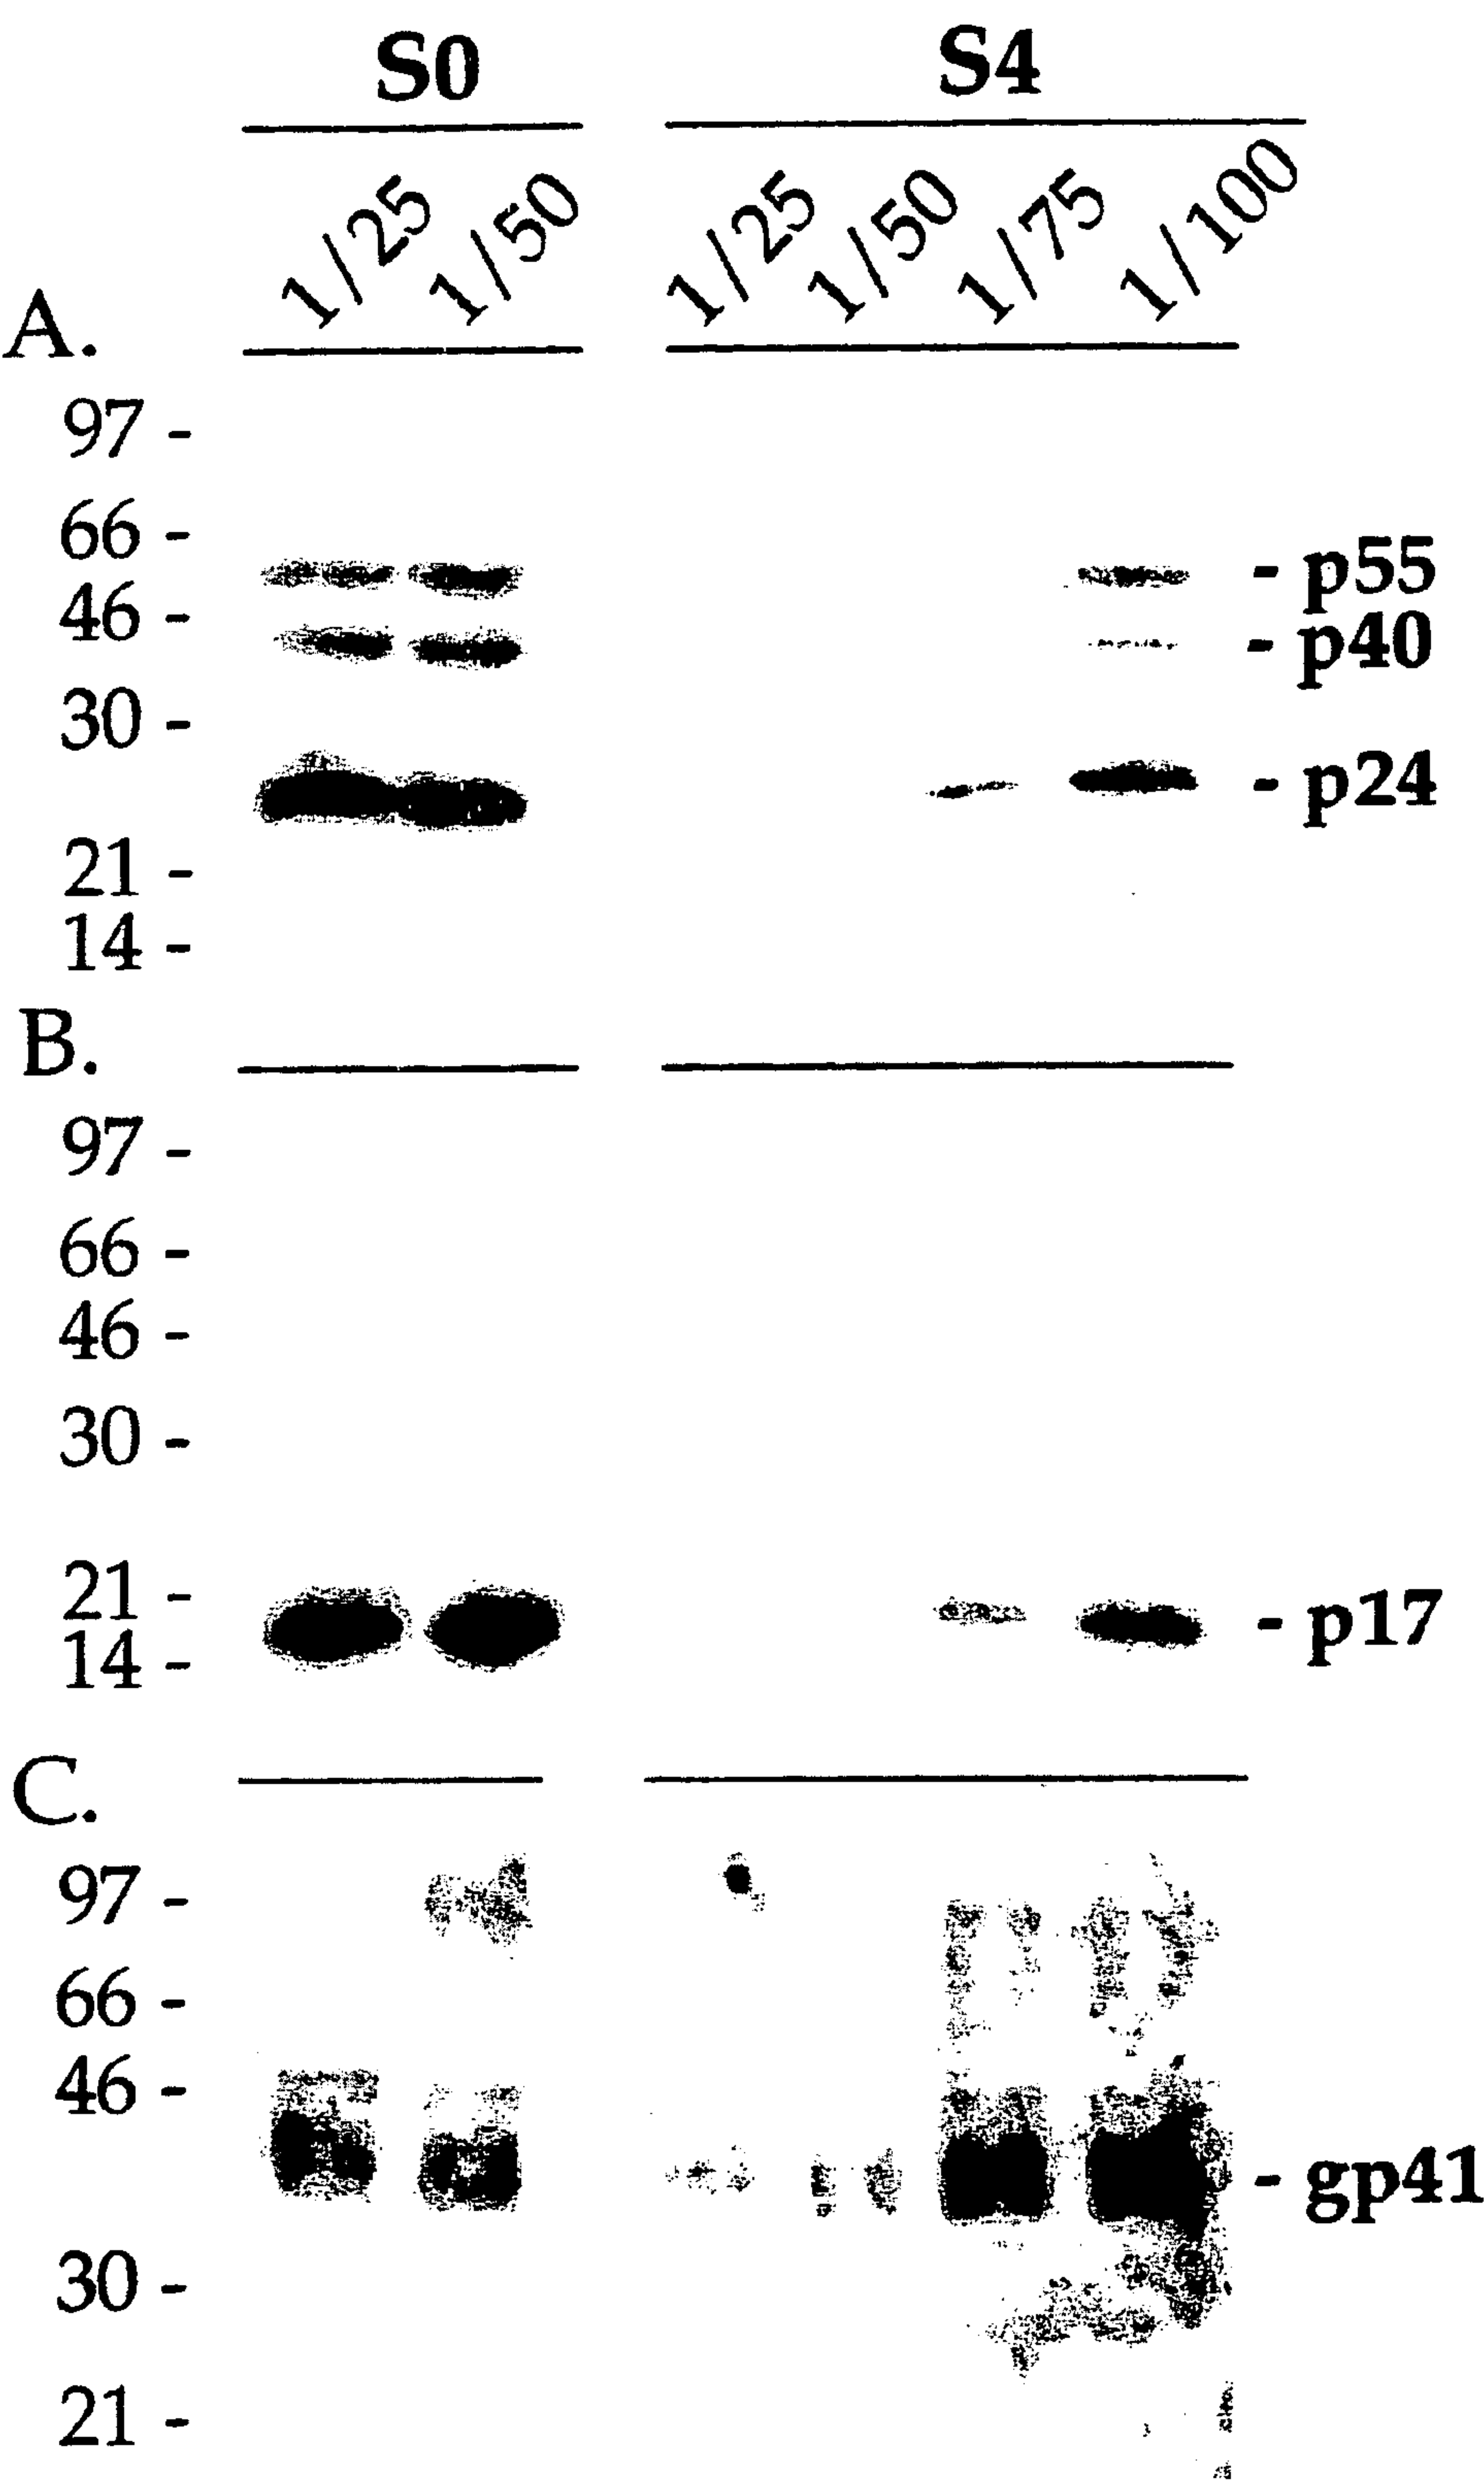 S0 S4
1/25 1/50 1/25 1/50 1/75 1/100
A.
97 -
66 -
- p55
46 -
- p40
30 -
- p24
21 -
14 -
B.
97 -
66 -
46 -
30 -
21 -
- p17
14 -
C.
97 -
66 -
46 -
- gp41
30 -
21 -